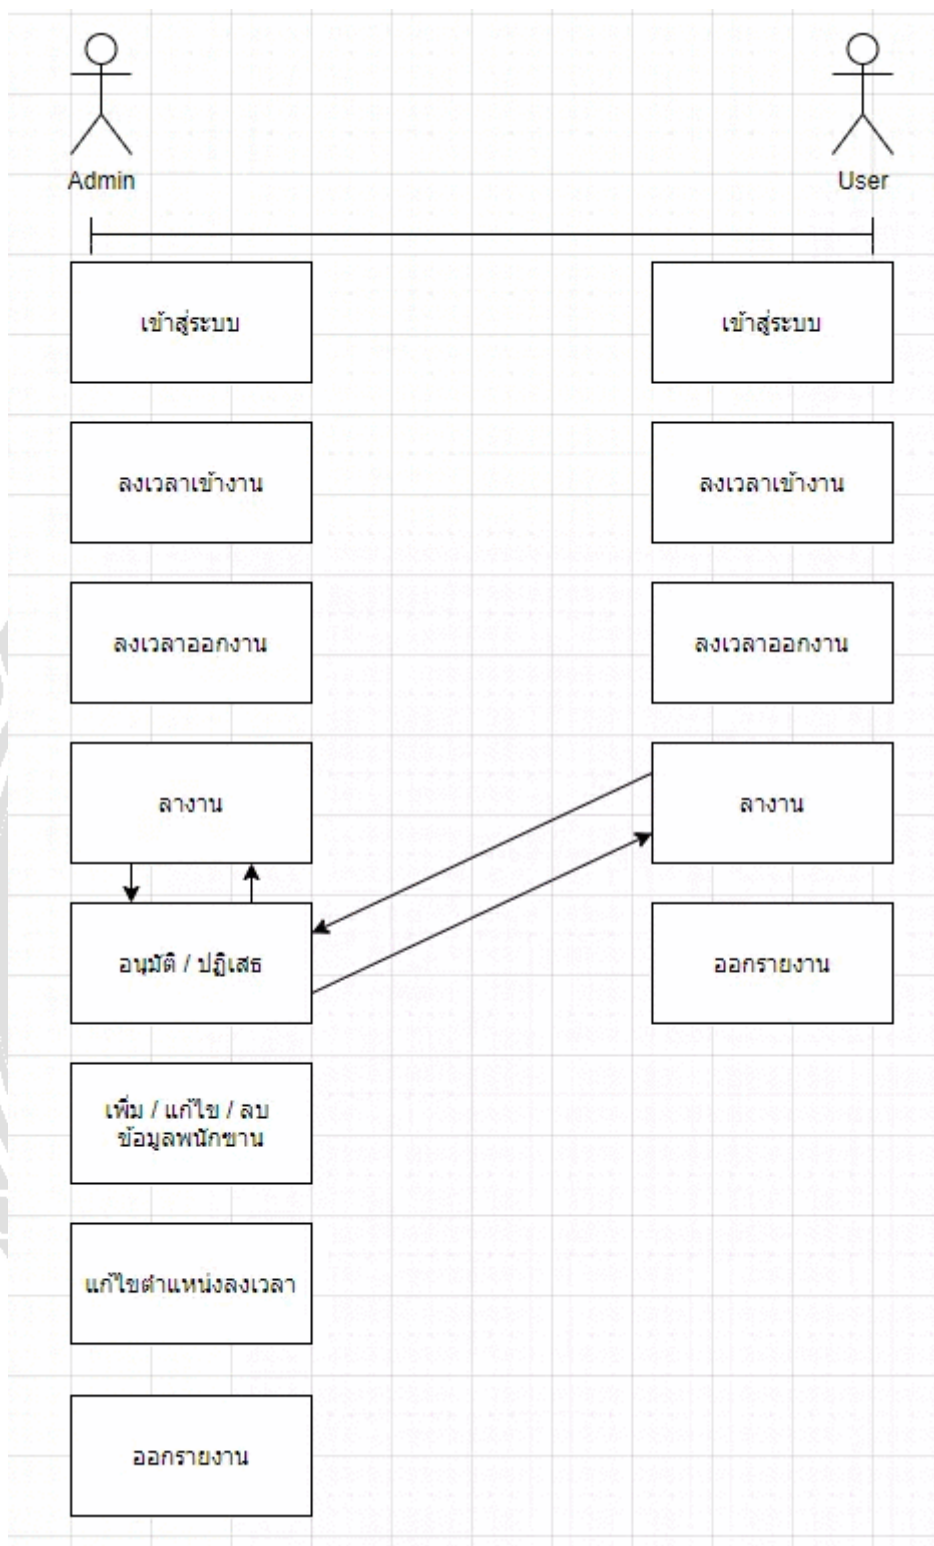 Admin
User
เข้าสู่ระบบ
เข้าสู่ระบบ
ลงเวลาเข้างาน
ลงเวลาเข้างาน
ลงเวลาออกงาน
ลงเวลาออกงาน
ลางาน
ลางาน
อนุมัติ / ปฏิเสธ
ออกรายงาน
เพิ่ม / แก้ไข / ลบ
ข้อมูลพนักขาน
แก้ไขตำแหน่งลงเวลา
ออกรายงาน